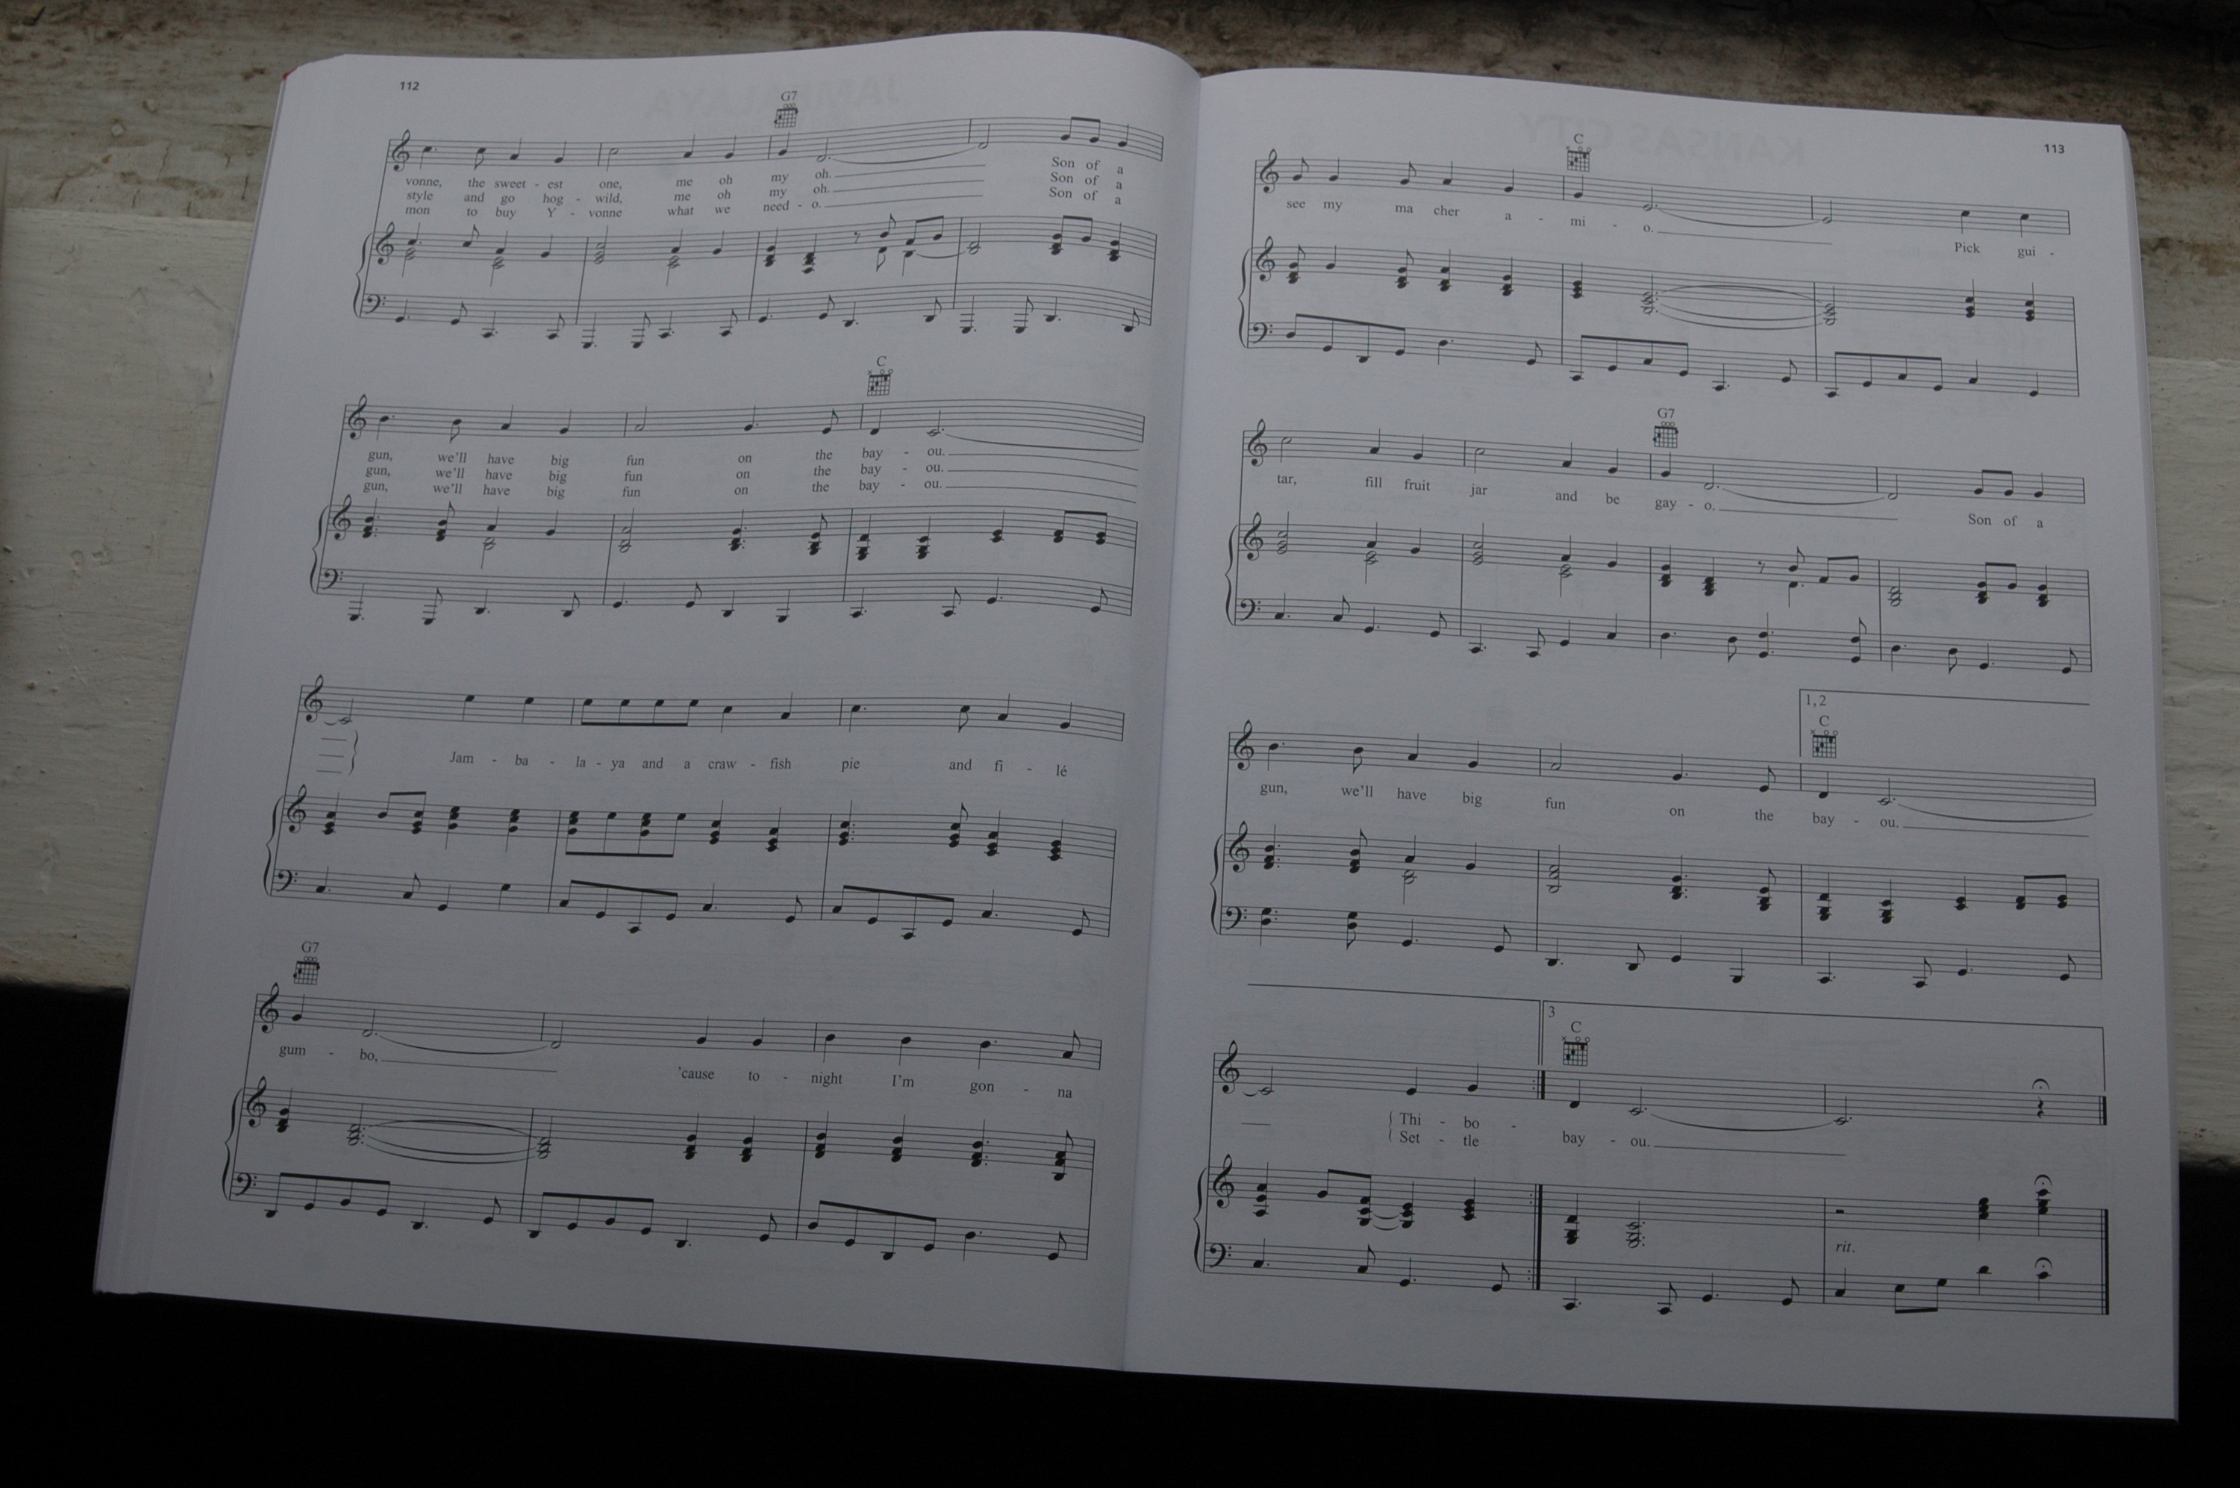 112
G7
vonne, the sweet - est one, me oh my oh. Son of a
style and go hog - wild, me oh my oh. Son of a
mon to buy Y - vonne what we need - o. Son of a
C
gun, we'll have big fun on the bay - ou.
gun, we'll have big fun on the bay - ou.
gun, we'll have big fun on the bay - ou.
Jam - ba - la - ya and a craw - fish pie and fi - lé
G7
gum - bo, 'cause to - night I'm gon - na
113
C
see my ma cher a - mi - o. Pick gui -
G7
tar, fill fruit jar and be gay - o. Son of a
1, 2
C
gun, we'll have big fun on the bay - ou.
3
C
Thi - bo -
Set - tle bay - ou.
rit.
JAMBALAYA
KANSAS CITY